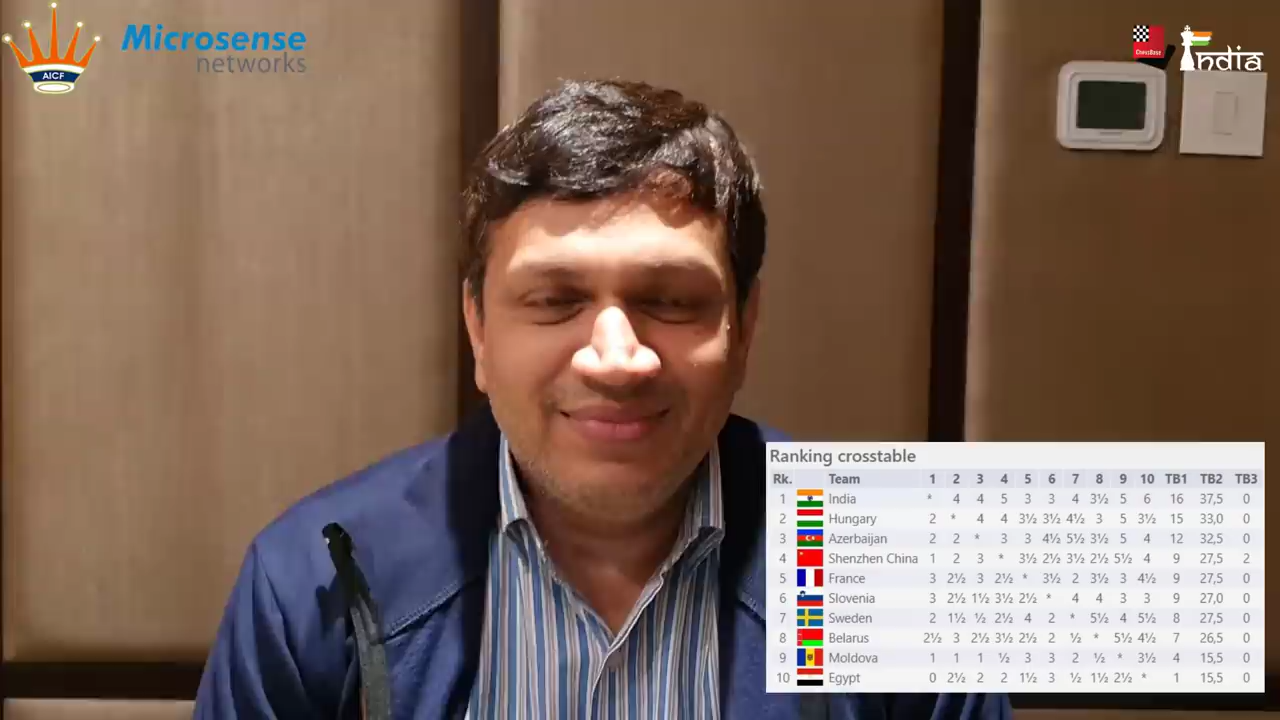 AICF
Microsense
networks
ChessBase
India
Ranking crosstable
Rk. Team 1 2 3 4 5 6 7 8 9 10 TB1 TB2 TB3
1 India * 4 4 5 3 3 4 3½ 5 6 16 37,5 0
2 Hungary 2 * 4 4 3½ 3½ 4½ 3 5 3½ 15 33,0 0
3 Azerbaijan 2 2 * 3 3 4½ 5½ 3½ 5 4 12 32,5 0
4 Shenzhen China 1 2 3 * 3½ 2½ 3½ 2½ 5½ 4 9 27,5 2
5 France 3 2½ 3 2½ * 3½ 2 3½ 3 4½ 9 27,5 0
6 Slovenia 3 2½ 1½ 3½ 2½ * 4 4 3 3 9 27,0 0
7 Sweden 2 1½ ½ 2½ 4 2 * 5½ 4 5½ 8 27,5 0
8 Belarus 2½ 3 2½ 3½ 2½ 2 ½ * 5½ 4½ 7 26,5 0
9 Moldova 1 1 1 ½ 3 3 2 ½ * 3½ 4 15,5 0
10 Egypt 0 2½ 2 2 1½ 3 ½ 1½ 2½ * 1 15,5 0